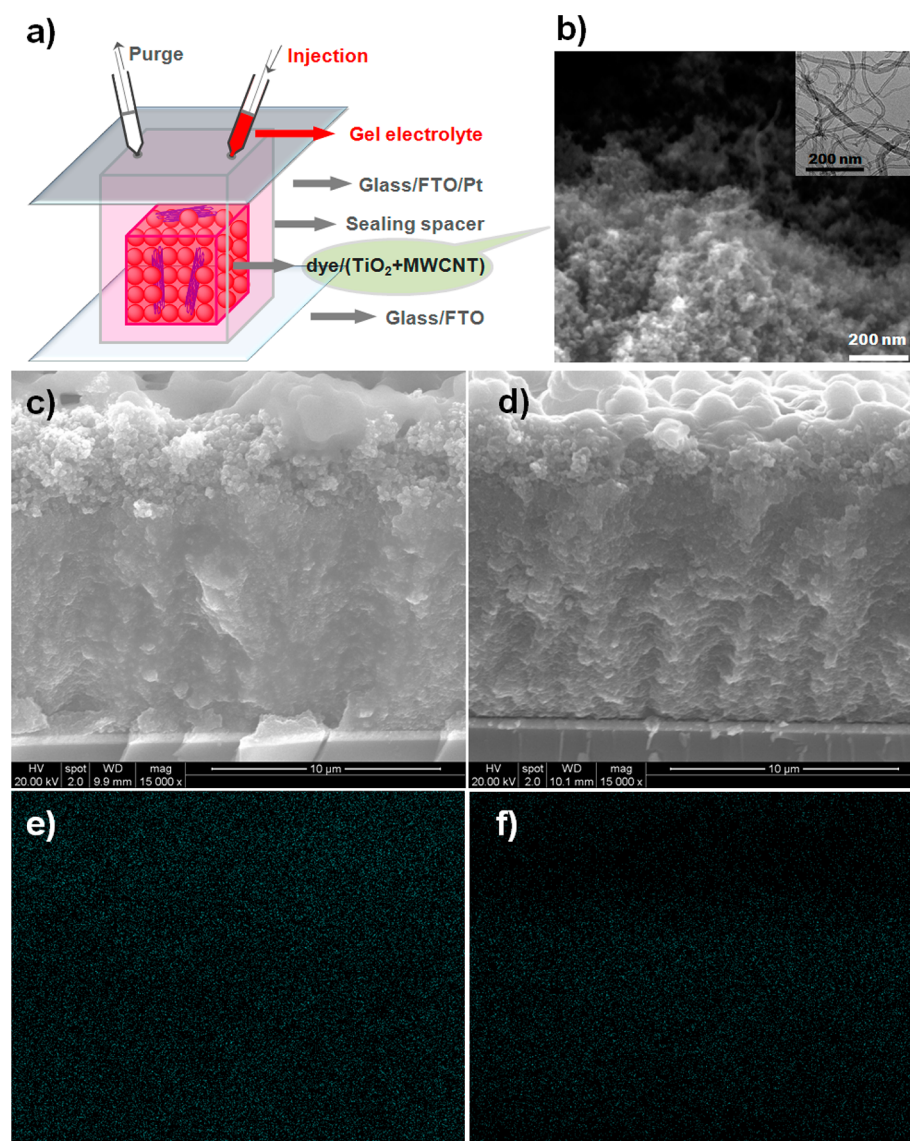 a)
Purge
Injection
Gel electrolyte
Glass/FTO/Pt
Sealing spacer
dye/(TiO₂+MWCNT)
Glass/FTO
b)
200 nm
200 nm
c)
HV spot WD mag
20.00 kV 2.0 9.9 mm 15 000 x
10 µm
d)
HV spot WD mag
20.00 kV 2.0 10.1 mm 15 000 x
10 µm
e)
f)